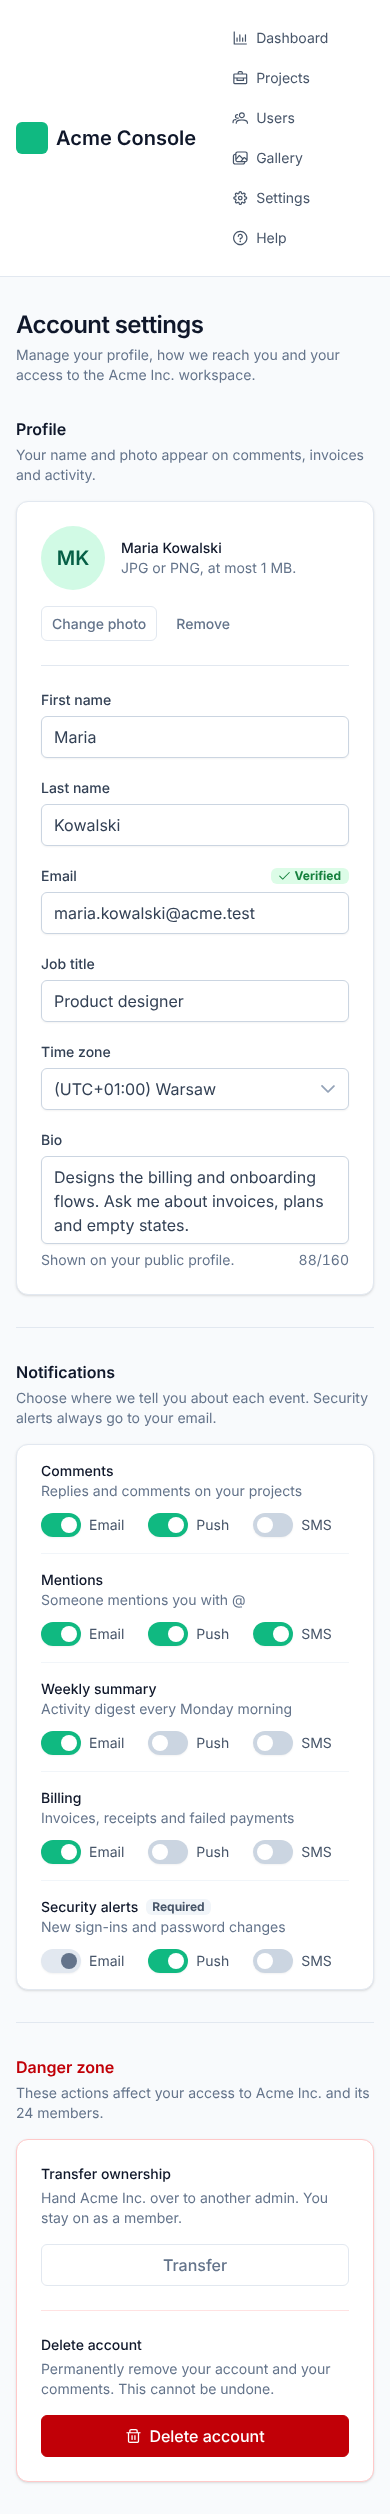 Acme Console
Dashboard
Projects
Users
Gallery
Settings
Help
Account settings
Manage your profile, how we reach you and your
access to the Acme Inc. workspace.
Profile
Your name and photo appear on comments, invoices
and activity.
MK
Maria Kowalski
JPG or PNG, at most 1 MB.
Change photo Remove
First name
Maria
Last name
Kowalski
Email Verified
maria.kowalski@acme.test
Job title
Product designer
Time zone
(UTC+01:00) Warsaw
Bio
Designs the billing and onboarding
flows. Ask me about invoices, plans
and empty states.
Shown on your public profile. 88/160
Notifications
Choose where we tell you about each event. Security
alerts always go to your email.
Comments
Replies and comments on your projects
Email Push SMS
Mentions
Someone mentions you with @
Email Push SMS
Weekly summary
Activity digest every Monday morning
Email Push SMS
Billing
Invoices, receipts and failed payments
Email Push SMS
Security alerts Required
New sign-ins and password changes
Email Push SMS
Danger zone
These actions affect your access to Acme Inc. and its
24 members.
Transfer ownership
Hand Acme Inc. over to another admin. You
stay on as a member.
Transfer
Delete account
Permanently remove your account and your
comments. This cannot be undone.
Delete account